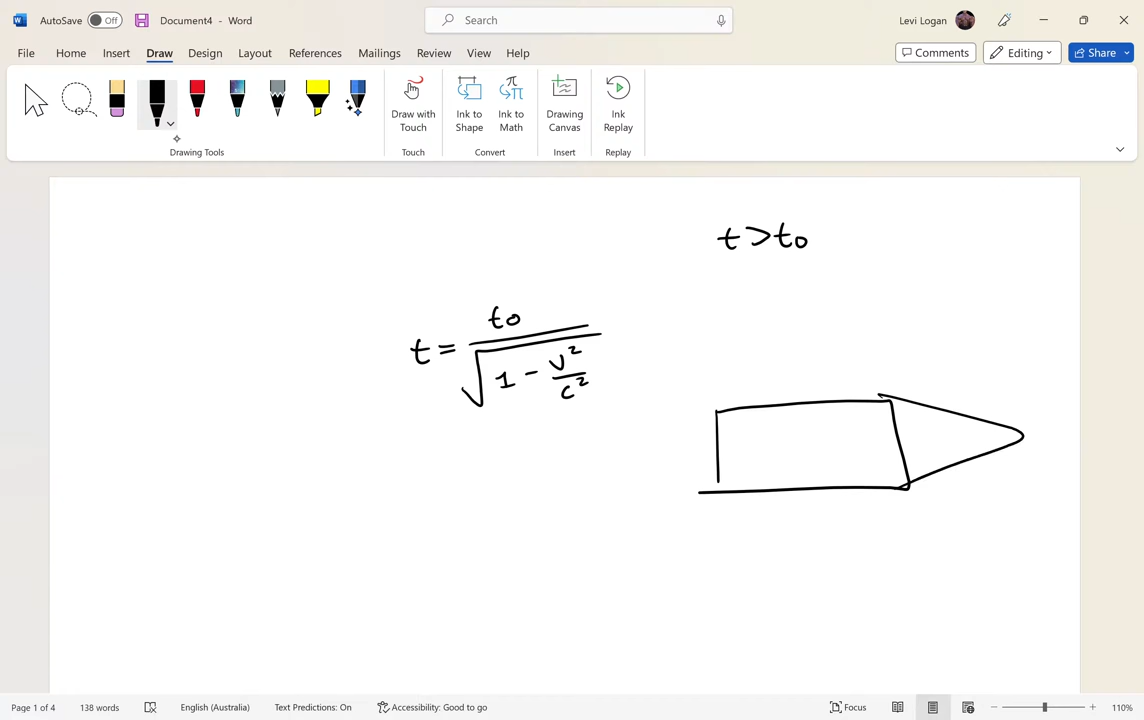 AutoSave Off Document4 - Word Search Levi Logan
File Home Insert Draw Design Layout References Mailings Review View Help Comments Editing Share
Draw with Touch
Ink to Shape
Ink to Math
Drawing Canvas
Ink Replay
Drawing Tools Touch Convert Insert Replay
t > t₀
t = t₀ / √(1 - v²/c²)
Page 1 of 4 138 words English (Australia) Text Predictions: On Accessibility: Good to go Focus 110%